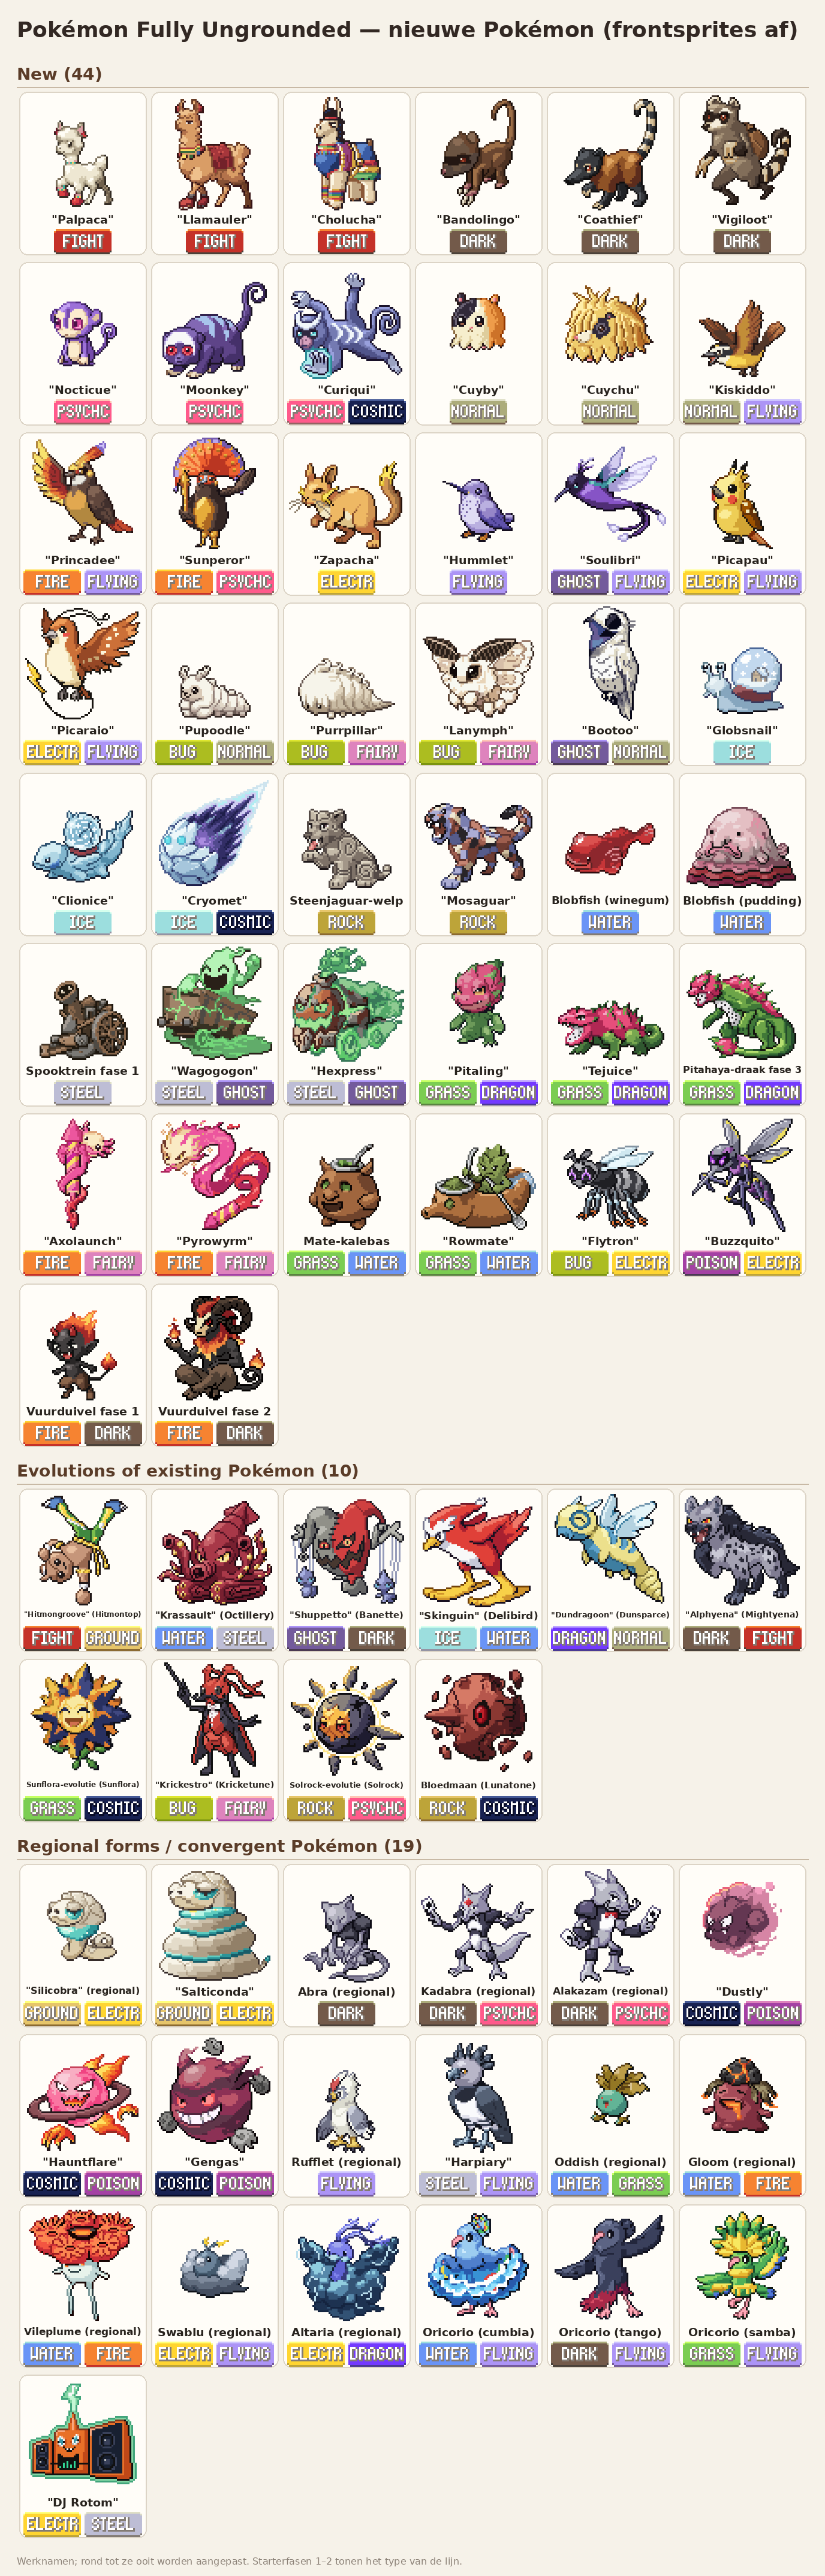 Pokémon Fully Ungrounded — nieuwe Pokémon (frontsprites af)
New (44)
"Palpaca" "Llamauler" "Cholucha" "Bandolingo" "Coathief" "Vigiloot"
FIGHT FIGHT FIGHT DARK DARK DARK
"Nocticue" "Moonkey" "Curiqui" "Cuyby" "Cuychu" "Kiskiddo"
PSYCHC PSYCHC PSYCHC COSMIC NORMAL NORMAL NORMAL FLYING
"Princadee" "Sunperor" "Zapacha" "Hummlet" "Soulibri" "Picapau"
FIRE FLYING FIRE PSYCHC ELECTR FLYING GHOST FLYING ELECTR FLYING
"Picaraio" "Pupoodle" "Purrpillar" "Lanymph" "Bootoo" "Globsnail"
ELECTR FLYING BUG NORMAL BUG FAIRY BUG FAIRY GHOST NORMAL ICE
"Clionice" "Cryomet" Steenjaguar-welp "Mosaguar" Blobfish (winegum) Blobfish (pudding)
ICE ICE COSMIC ROCK ROCK WATER WATER
Spooktrein fase 1 "Wagogogon" "Hexpress" "Pitaling" "Tejuice" Pitahaya-draak fase 3
STEEL STEEL GHOST STEEL GHOST GRASS DRAGON GRASS DRAGON GRASS DRAGON
"Axolaunch" "Pyrowyrm" Mate-kalebas "Rowmate" "Flytron" "Buzzquito"
FIRE FAIRY FIRE FAIRY GRASS WATER GRASS WATER BUG ELECTR POISON ELECTR
Vuurduivel fase 1 Vuurduivel fase 2
FIRE DARK FIRE DARK
Evolutions of existing Pokémon (10)
"Hitmongroove" (Hitmontop) "Krassault" (Octillery) "Shuppetto" (Banette) "Skinguin" (Delibird) "Dundragoon" (Dunsparce) "Alphyena" (Mightyena)
FIGHT GROUND WATER STEEL GHOST DARK ICE WATER DRAGON NORMAL DARK FIGHT
Sunflora-evolutie (Sunflora) "Krickestro" (Kricketune) Solrock-evolutie (Solrock) Bloedmaan (Lunatone)
GRASS COSMIC BUG FAIRY ROCK PSYCHC ROCK COSMIC
Regional forms / convergent Pokémon (19)
"Silicobra" (regional) "Salticonda" Abra (regional) Kadabra (regional) Alakazam (regional) "Dustly"
GROUND ELECTR GROUND ELECTR DARK DARK PSYCHC DARK PSYCHC COSMIC POISON
"Hauntflare" "Gengas" Rufflet (regional) "Harpiary" Oddish (regional) Gloom (regional)
COSMIC POISON COSMIC POISON FLYING STEEL FLYING WATER GRASS WATER FIRE
Vileplume (regional) Swablu (regional) Altaria (regional) Oricorio (cumbia) Oricorio (tango) Oricorio (samba)
WATER FIRE ELECTR FLYING ELECTR DRAGON WATER FLYING DARK FLYING GRASS FLYING
"DJ Rotom"
ELECTR STEEL
Werknamen; rond tot ze ooit worden aangepast. Starterfasen 1–2 tonen het type van de lijn.